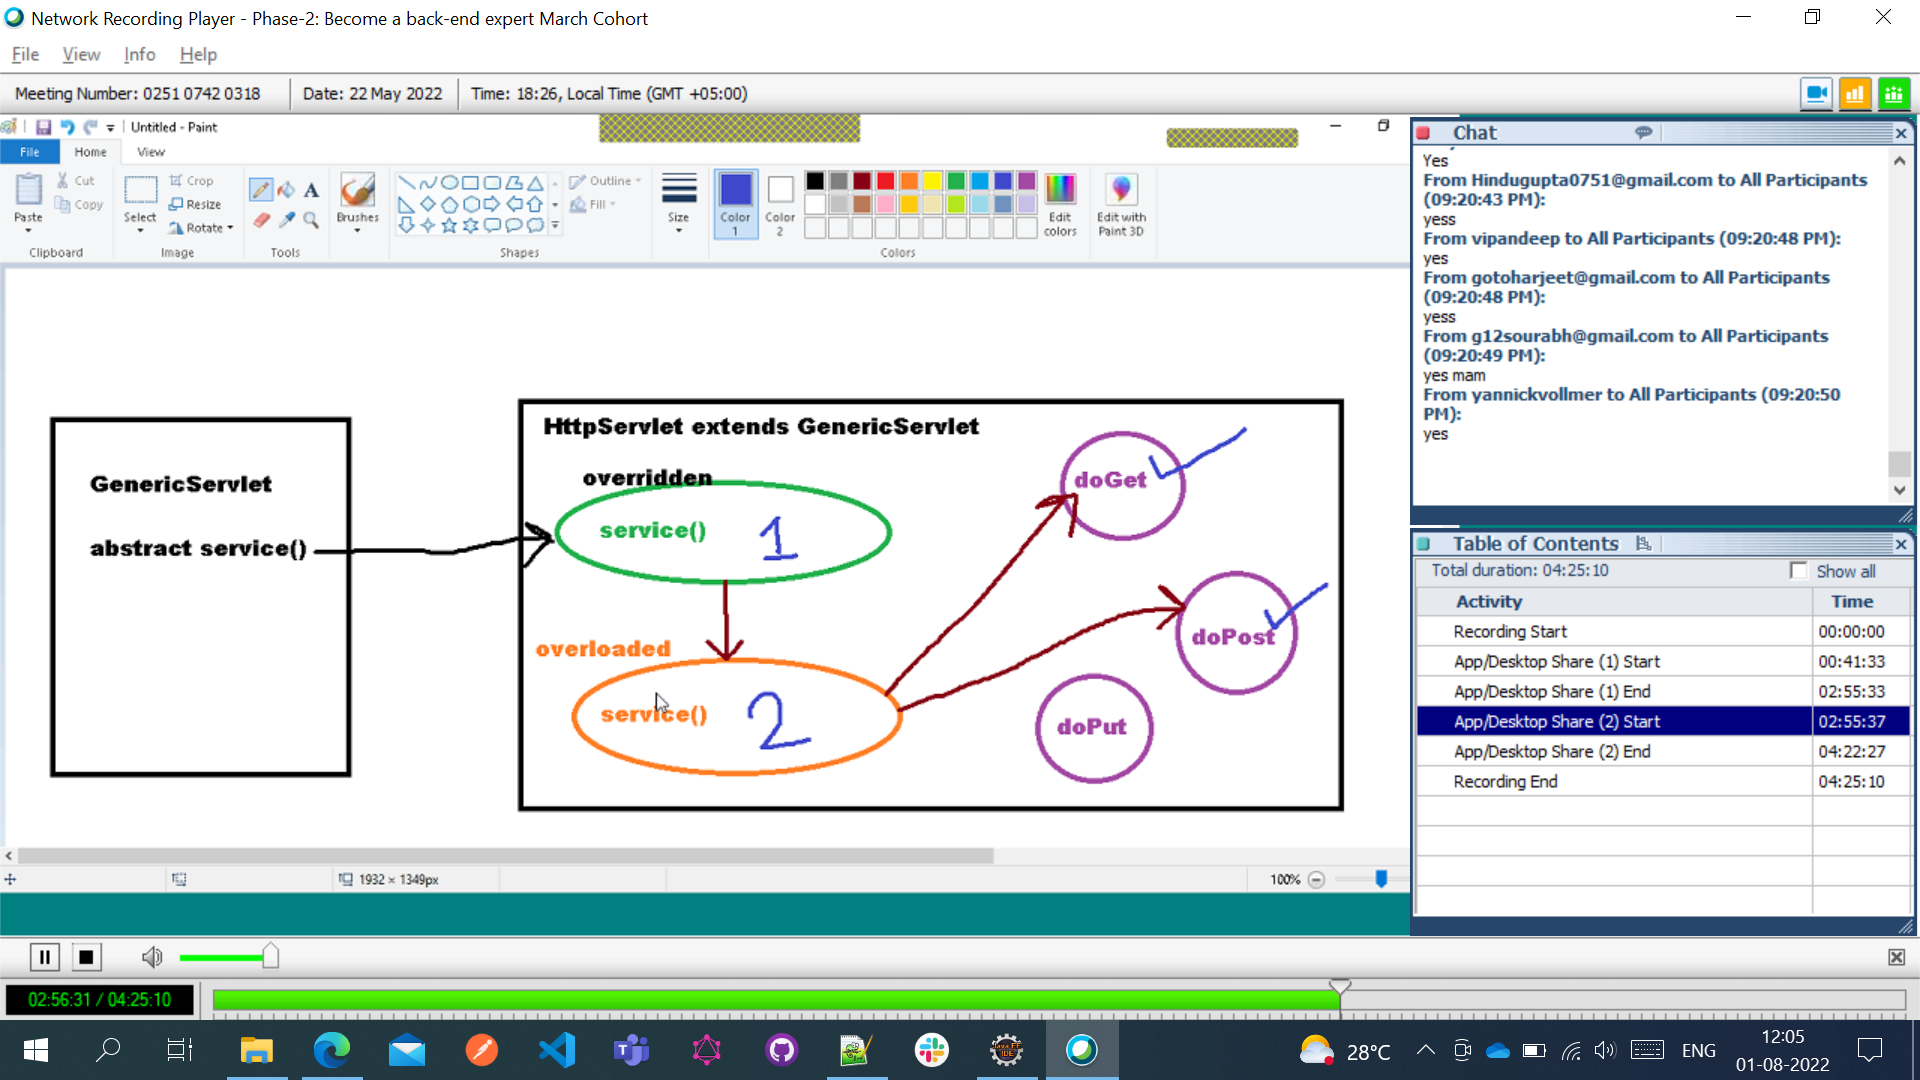 Network Recording Player - Phase-2: Become a back-end expert March Cohort
File View Info Help
Meeting Number: 0251 0742 0318 Date: 22 May 2022 Time: 18:26, Local Time (GMT +05:00)
Untitled - Paint
File Home View
Paste
Cut
Copy
Clipboard
Select
Crop
Resize
Rotate
Image
Tools
Brushes
Outline
Fill
Shapes
Size
Color
1
Color
2
Edit
colors
Colors
Edit with
Paint 3D
GenericServlet
abstract service()
HttpServlet extends GenericServlet
overridden
service() 1
overloaded
service() 2
doGet
doPost
doPut
1932 × 1349px
100%
Chat
Yes
From Hindugupta0751@gmail.com to All Participants
(09:20:43 PM):
yess
From vipandeep to All Participants (09:20:48 PM):
yes
From gotoharjeet@gmail.com to All Participants
(09:20:48 PM):
yess
From g12sourabh@gmail.com to All Participants
(09:20:49 PM):
yes mam
From yannickvollmer to All Participants (09:20:50
PM):
yes
Table of Contents
Total duration: 04:25:10 Show all
Activity Time
Recording Start 00:00:00
App/Desktop Share (1) Start 00:41:33
App/Desktop Share (1) End 02:55:33
App/Desktop Share (2) Start 02:55:37
App/Desktop Share (2) End 04:22:27
Recording End 04:25:10
02:56:31 / 04:25:10
28°C
ENG
12:05
01-08-2022